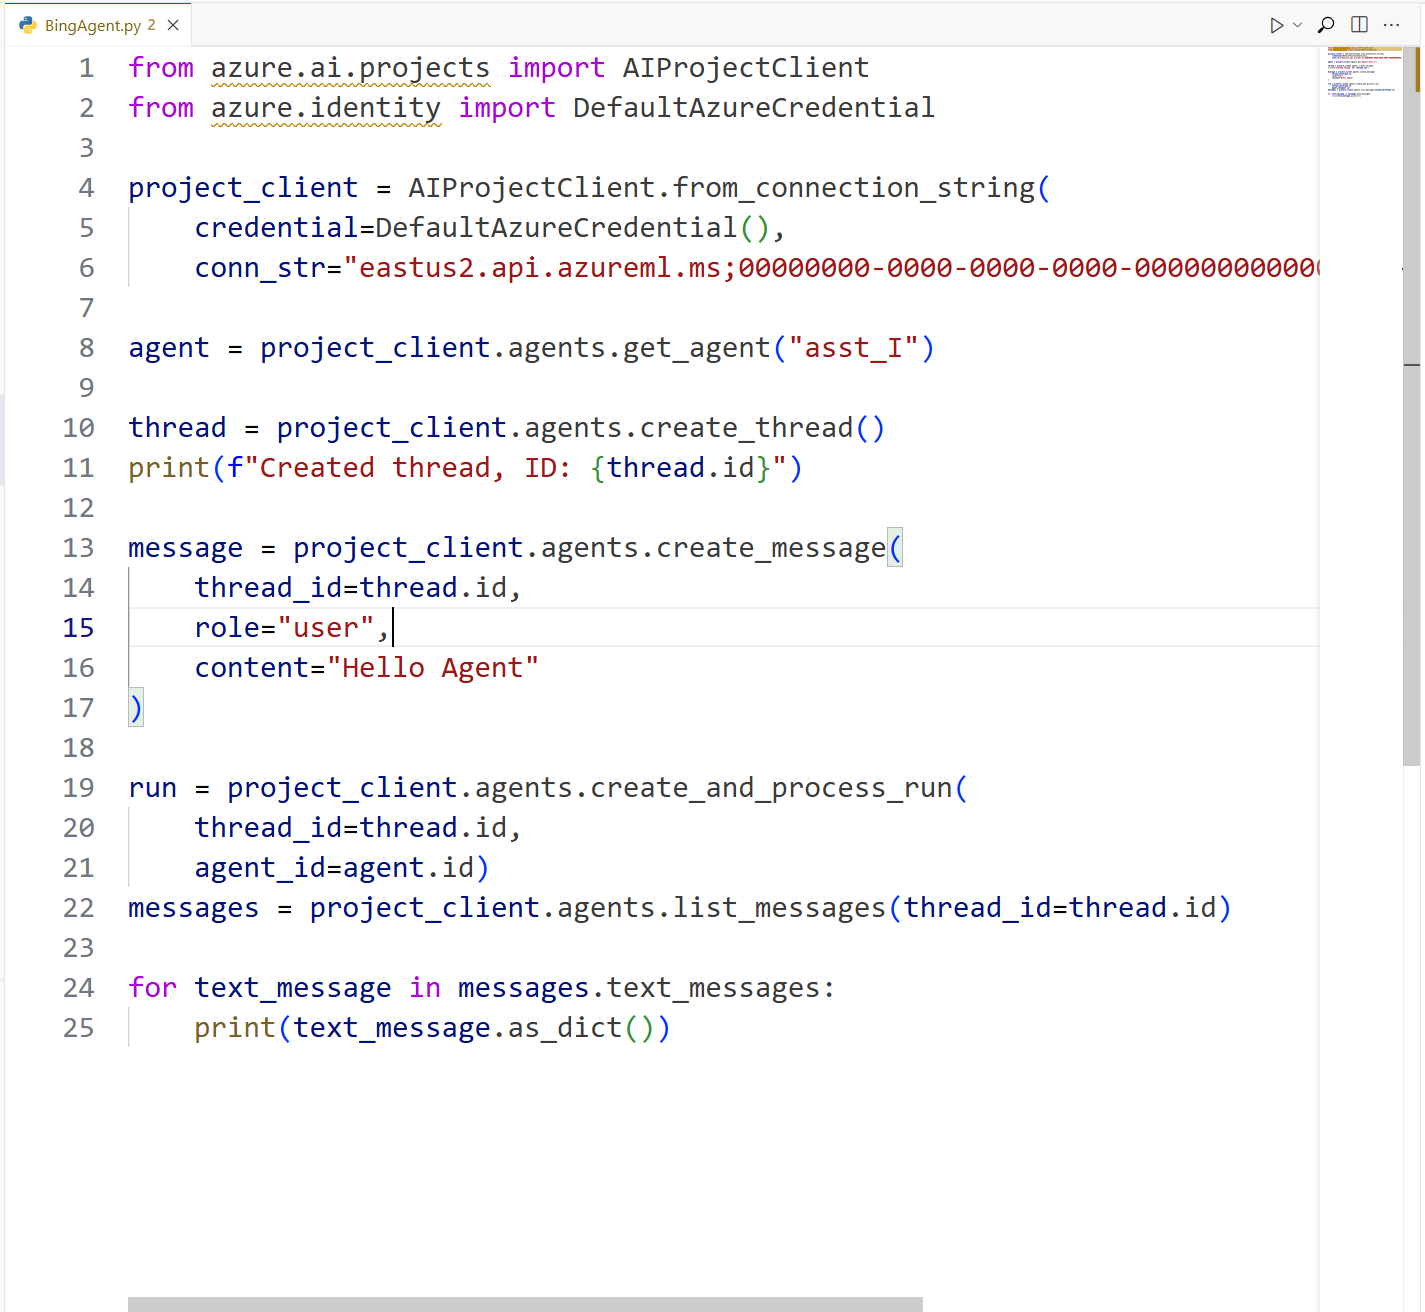 BingAgent.py 2
1 from azure.ai.projects import AIProjectClient
2 from azure.identity import DefaultAzureCredential
3
4 project_client = AIProjectClient.from_connection_string(
5     credential=DefaultAzureCredential(),
6     conn_str="eastus2.api.azureml.ms;00000000-0000-0000-0000-000000000000
7
8 agent = project_client.agents.get_agent("asst_I")
9
10 thread = project_client.agents.create_thread()
11 print(f"Created thread, ID: {thread.id}")
12
13 message = project_client.agents.create_message(
14     thread_id=thread.id,
15     role="user",
16     content="Hello Agent"
17 )
18
19 run = project_client.agents.create_and_process_run(
20     thread_id=thread.id,
21     agent_id=agent.id)
22 messages = project_client.agents.list_messages(thread_id=thread.id)
23
24 for text_message in messages.text_messages:
25     print(text_message.as_dict())